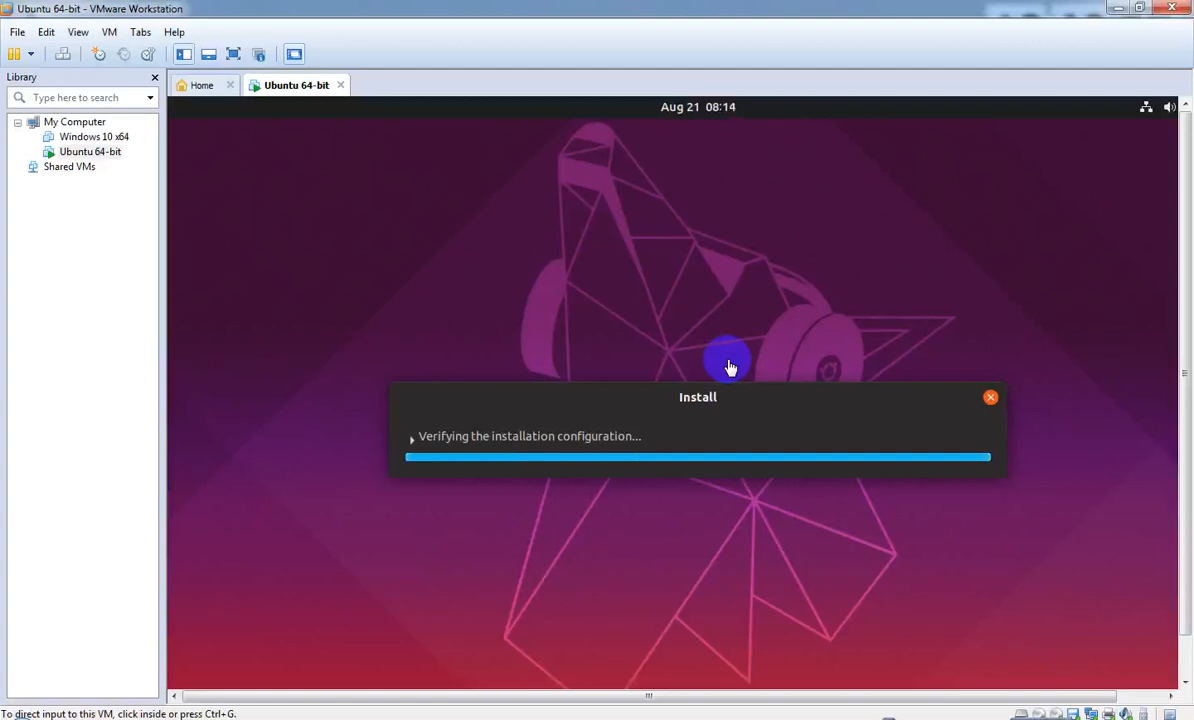 Ubuntu 64-bit - VMware Workstation
File Edit View VM Tabs Help
Library
Type here to search
My Computer
Windows 10 x64
Ubuntu 64-bit
Shared VMs
Home
Ubuntu 64-bit
Aug 21 08:14
Install
Verifying the installation configuration...
To direct input to this VM, click inside or press Ctrl+G.